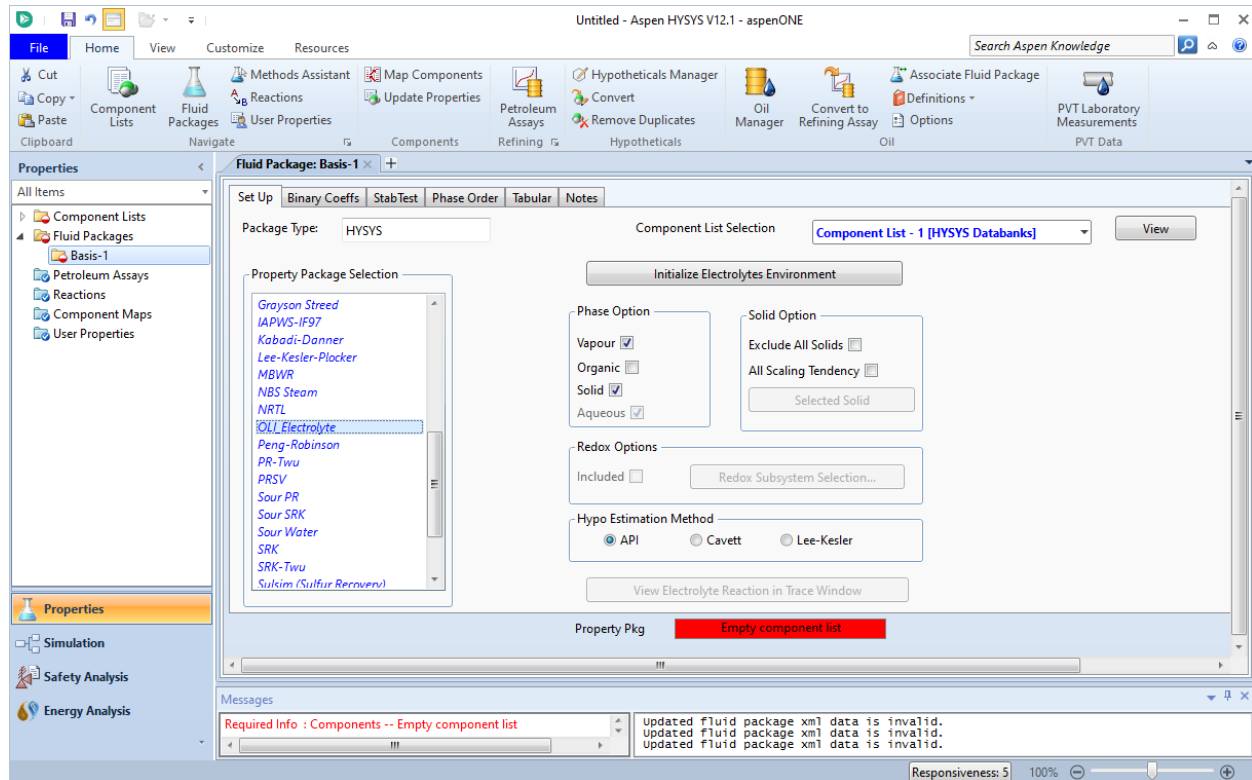 Untitled - Aspen HYSYS V12.1 - aspenONE
File Home View Customize Resources Search Aspen Knowledge
Cut
Copy
Paste
Clipboard
Component Lists
Fluid Packages
Methods Assistant
Reactions
User Properties
Navigate
Map Components
Update Properties
Components
Petroleum Assays
Refining
Hypotheticals Manager
Convert
Remove Duplicates
Hypotheticals
Oil Manager
Convert to Refining Assay
Associate Fluid Package
Definitions
Options
Oil
PVT Laboratory Measurements
PVT Data
Properties
All Items
Component Lists
Fluid Packages
Basis-1
Petroleum Assays
Reactions
Component Maps
User Properties
Properties
Simulation
Safety Analysis
Energy Analysis
Fluid Package: Basis-1
Set Up Binary Coeffs StabTest Phase Order Tabular Notes
Package Type: HYSYS
Component List Selection Component List - 1 [HYSYS Databanks] View
Property Package Selection
Grayson Streed
IAPWS-IF97
Kabadi-Danner
Lee-Kesler-Plocker
MBWR
NBS Steam
NRTL
OLI_Electrolyte
Peng-Robinson
PR-Twu
PRSV
Sour PR
Sour SRK
Sour Water
SRK
SRK-Twu
Sulsim (Sulfur Recovery)
Initialize Electrolytes Environment
Phase Option
Vapour
Organic
Solid
Aqueous
Solid Option
Exclude All Solids
All Scaling Tendency
Selected Solid
Redox Options
Included Redox Subsystem Selection...
Hypo Estimation Method
API Cavett Lee-Kesler
View Electrolyte Reaction in Trace Window
Property Pkg Empty component list
Messages
Required Info : Components -- Empty component list
Updated fluid package xml data is invalid.
Updated fluid package xml data is invalid.
Updated fluid package xml data is invalid.
Responsiveness: 5 100%